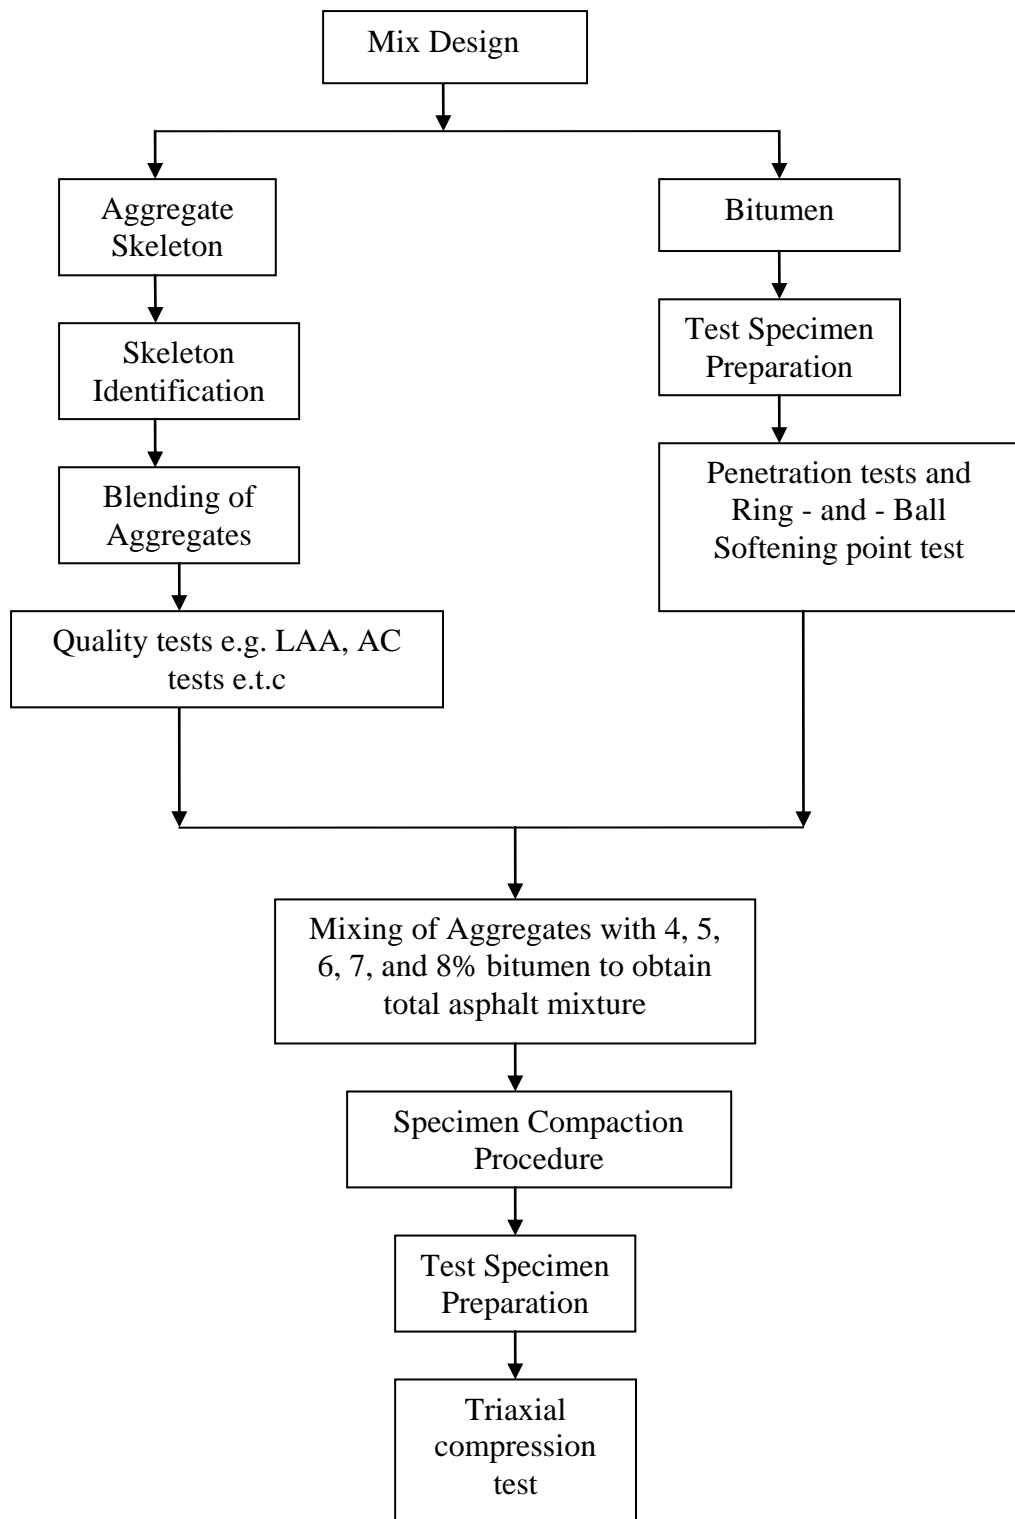 Mix Design
Aggregate
Skeleton
Bitumen
Skeleton
Identification
Test Specimen
Preparation
Blending of
Aggregates
Penetration tests and
Ring - and - Ball
Softening point test
Quality tests e.g. LAA, AC
tests e.t.c
Mixing of Aggregates with 4, 5,
6, 7, and 8% bitumen to obtain
total asphalt mixture
Specimen Compaction
Procedure
Test Specimen
Preparation
Triaxial
compression
test